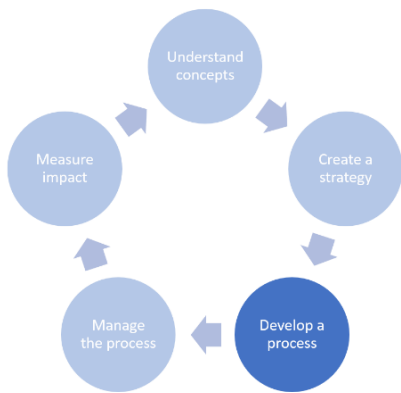 Understand
concepts
Create a
strategy
Develop a
process
Manage
the process
Measure
impact